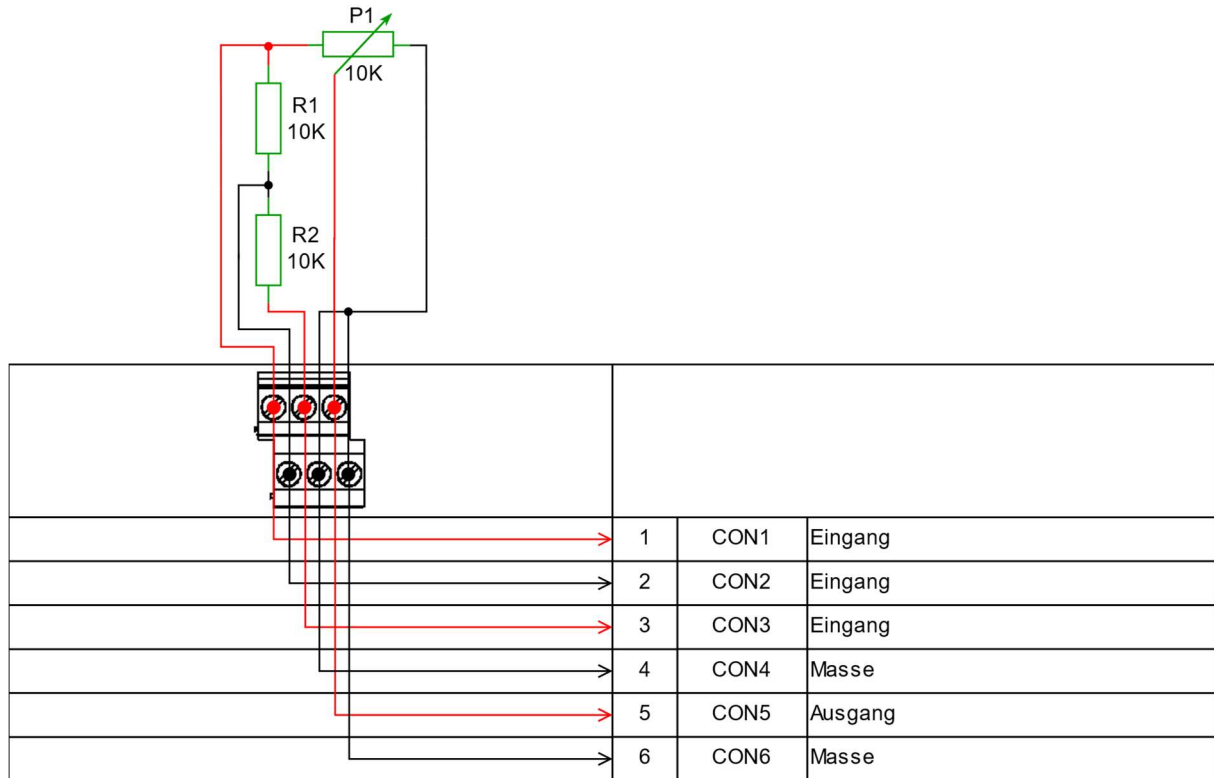 P1
10K
R1
10K
R2
10K
1 CON1 Eingang
2 CON2 Eingang
3 CON3 Eingang
4 CON4 Masse
5 CON5 Ausgang
6 CON6 Masse